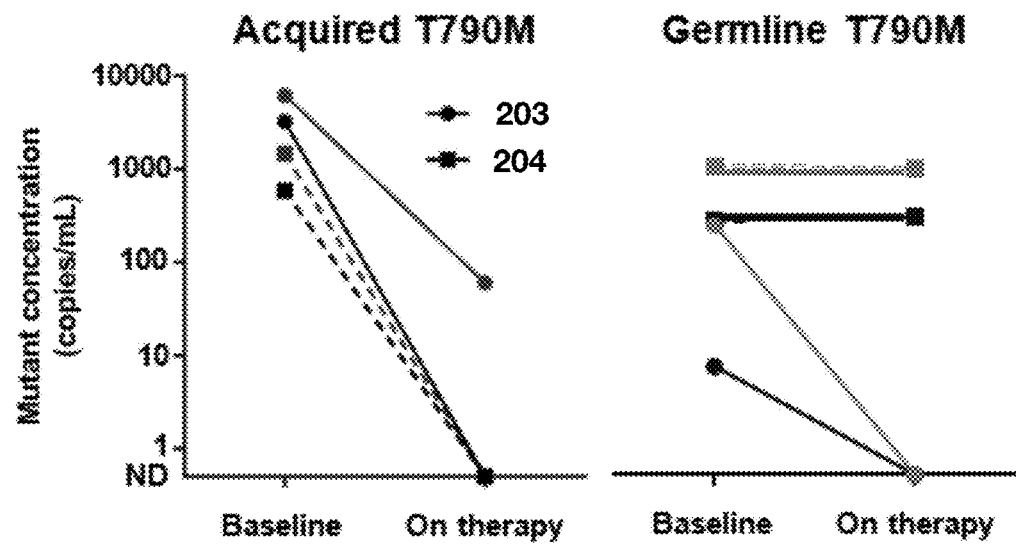 Acquired T790M
Germline T790M
Mutant concentration
(copies/mL)
10000
1000
100
10
1
ND
203
204
Baseline
On therapy
Baseline
On therapy